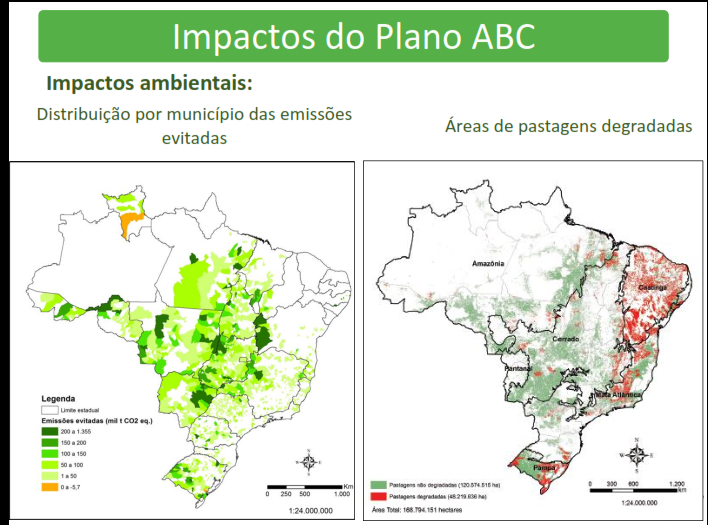 Impactos do Plano ABC
Impactos ambientais:
Distribuição por município das emissões
evitadas
Áreas de pastagens degradadas
Legenda
Limite estadual
Emissões evitadas (mil t CO2 eq.)
200 a 1.355
150 a 200
100 a 150
50 a 100
1 a 50
0 a -5,7
N
W
E
S
0 250 500 1.000 Km
1:24.000.000
Amazônia
Caatinga
Cerrado
Pantanal
Mata Atlântica
Pampa
Pastagens não degradadas (120.574.515 ha)
Pastagens degradadas (48.219.636 ha)
Área Total: 168.794.151 hectares
N
W
E
S
0 300 600 1.200
Km
1:24.000.000